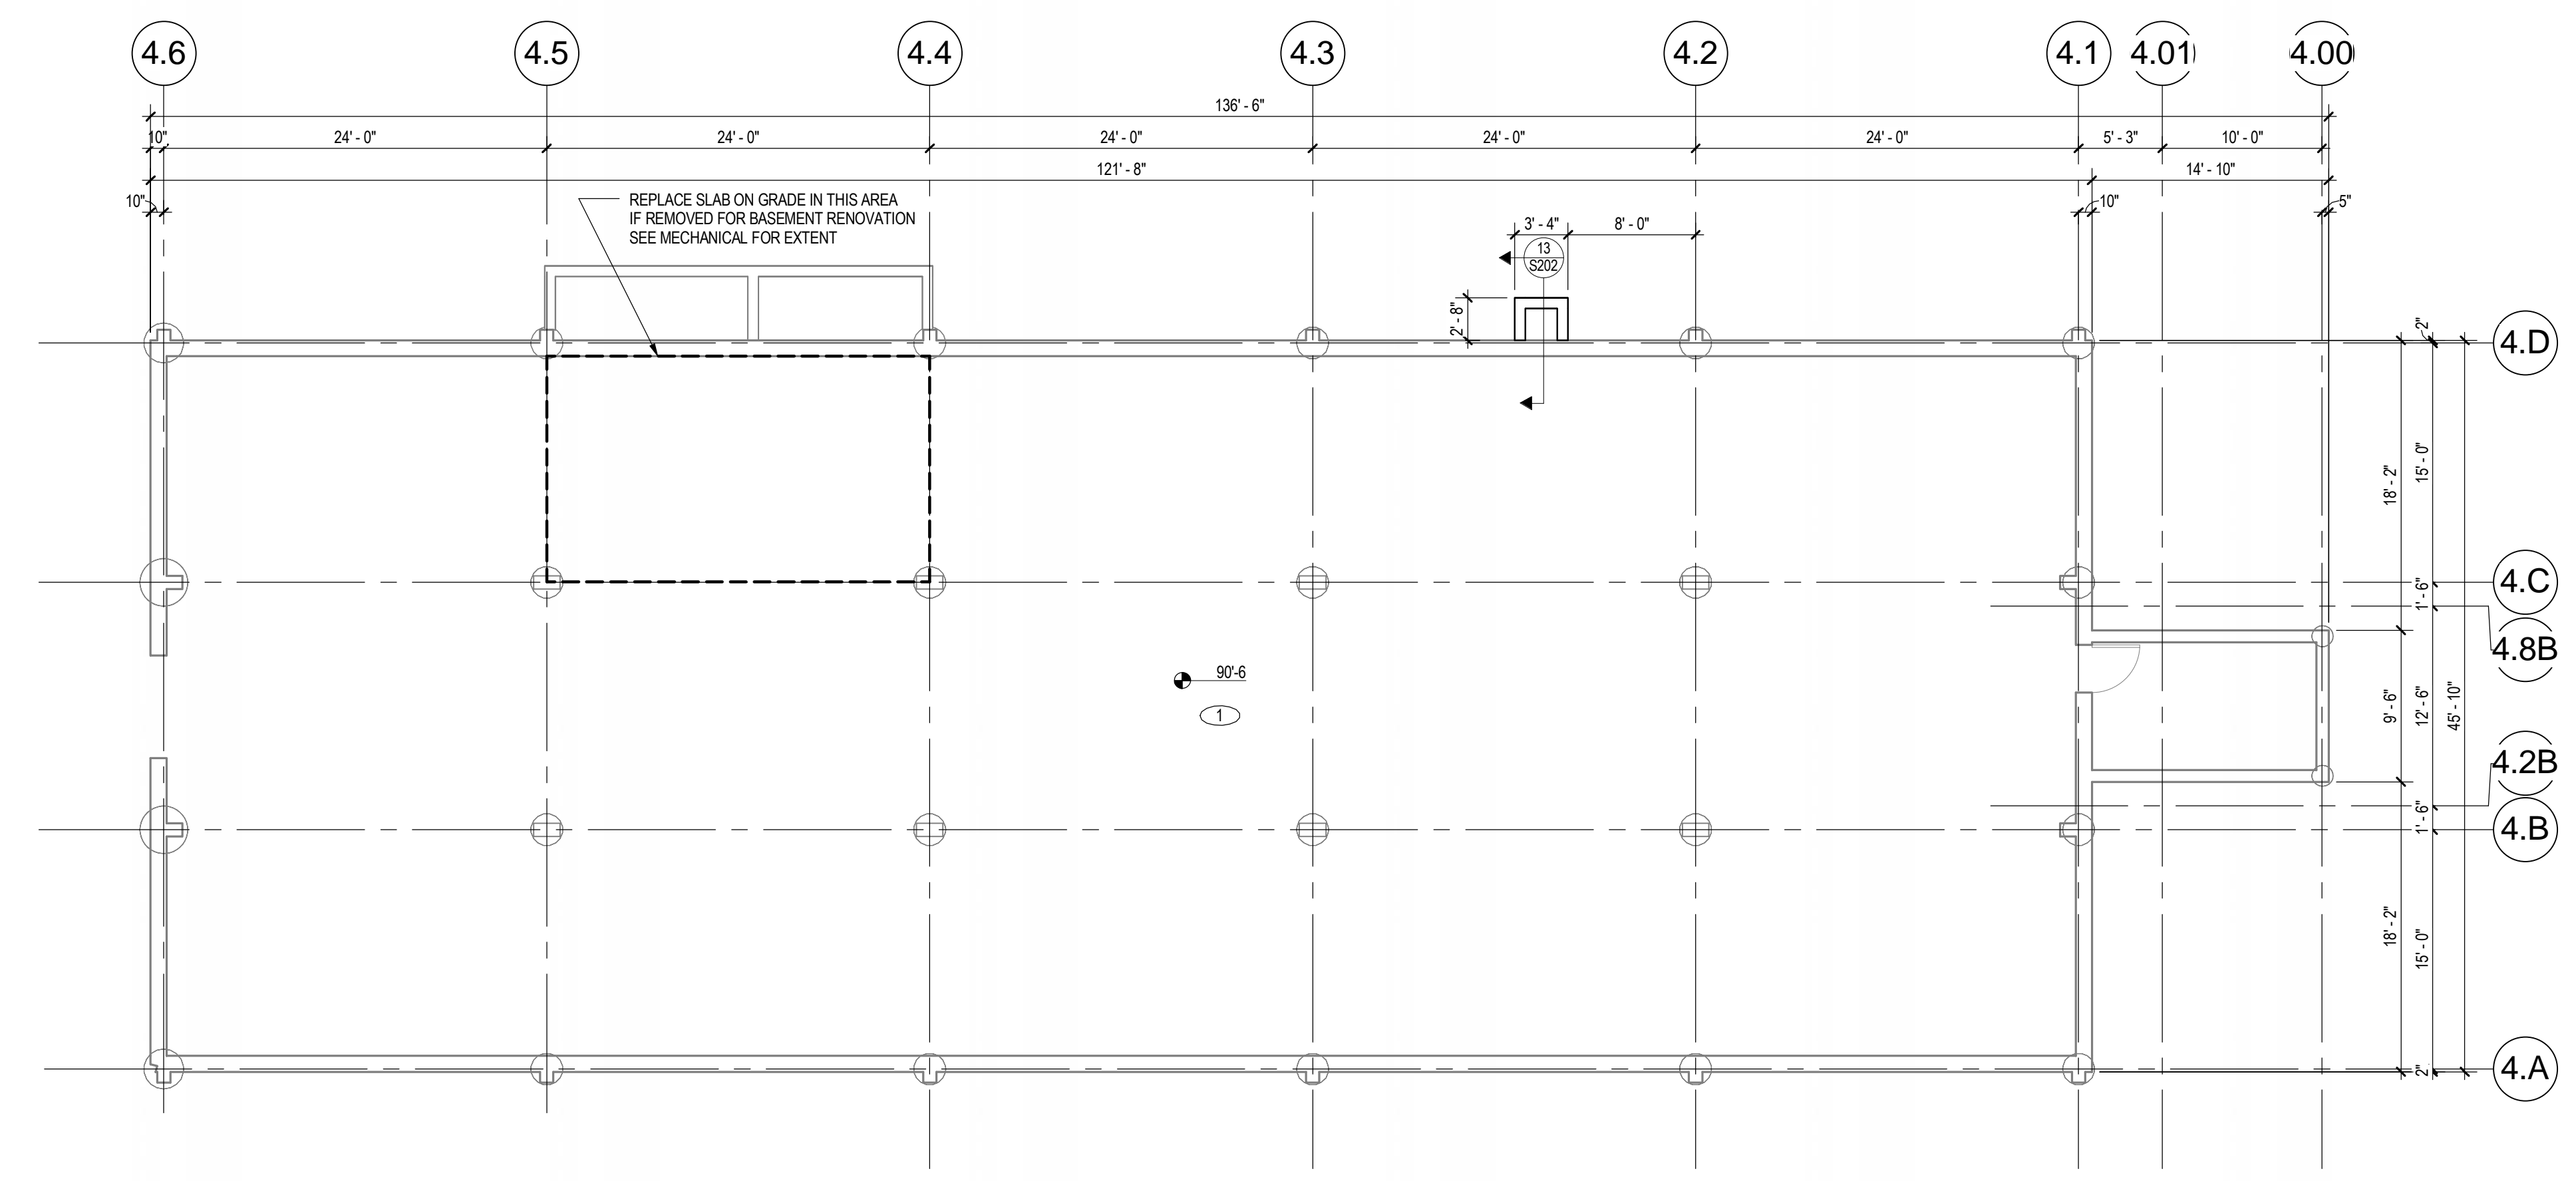 4.6 4.5 4.4 4.3 4.2 4.1 4.01 4.00
136' - 6"
10" 24' - 0" 24' - 0" 24' - 0" 24' - 0" 24' - 0" 5' - 3" 10' - 0"
121' - 8" 14' - 10"
10" 10" 5"
REPLACE SLAB ON GRADE IN THIS AREA
IF REMOVED FOR BASEMENT RENOVATION
SEE MECHANICAL FOR EXTENT
3' - 4" 8' - 0"
13
S202
2' - 8"
2"
4.D
18' - 2"
15' - 0"
4.C
1' - 6"
4.8B
90'-6
1
9' - 6"
12' - 6"
45' - 10"
4.2B
1' - 6"
4.B
18' - 2"
15' - 0"
2"
4.A